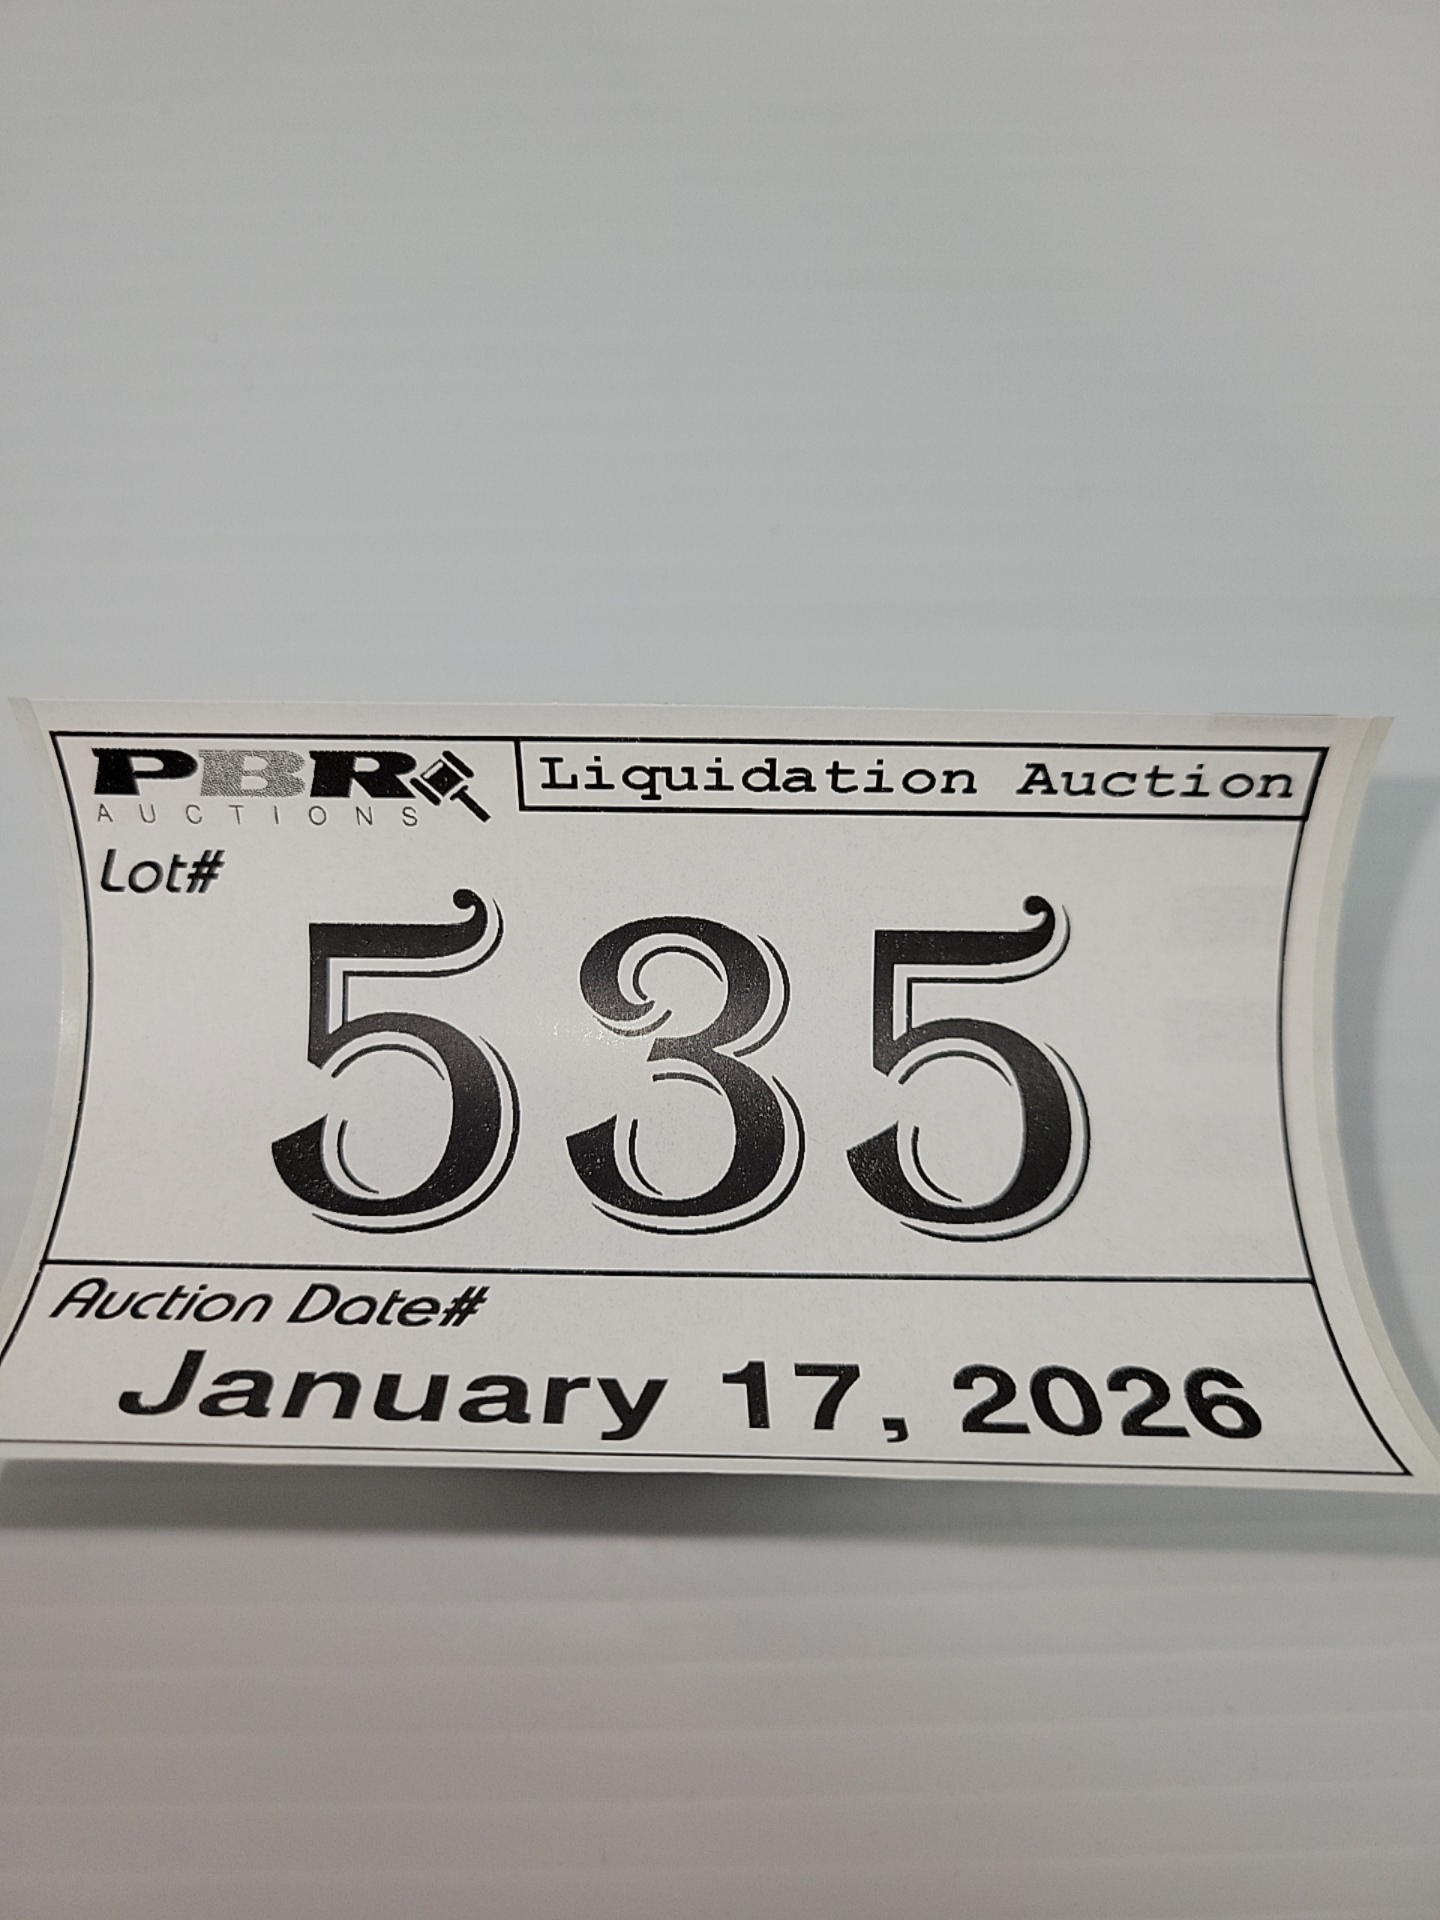 PBR
AUCTIONS
Liquidation Auction
Lot#
535
Auction Date#
January 17, 2026